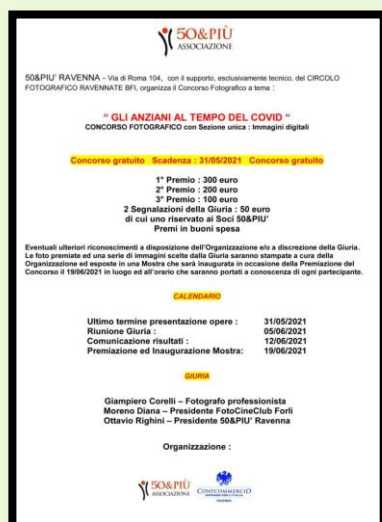 50&PIÙ
ASSOCIAZIONE
50&PIU' RAVENNA - Via di Roma 104, con il supporto, esclusivamente tecnico, del CIRCOLO
FOTOGRAFICO RAVENNATE BFI, organizza il Concorso Fotografico a tema :
" GLI ANZIANI AL TEMPO DEL COVID "
CONCORSO FOTOGRAFICO con Sezione unica : Immagini digitali
Concorso gratuito Scadenza : 31/05/2021 Concorso gratuito
1° Premio : 300 euro
2° Premio : 200 euro
3° Premio : 100 euro
2 Segnalazioni della Giuria : 50 euro
di cui uno riservato ai Soci 50&PIU'
Premi in buoni spesa
Eventuali ulteriori riconoscimenti a disposizione dell'Organizzazione e/o a discrezione della Giuria.
Le foto premiate ed una serie di immagini scelte dalla Giuria saranno stampate a cura della
Organizzazione ed esposte in una Mostra che sarà inaugurata in occasione della Premiazione del
Concorso il 19/06/2021 in luogo ed all'orario che saranno portati a conoscenza di ogni partecipante.
CALENDARIO
Ultimo termine presentazione opere : 31/05/2021
Riunione Giuria : 05/06/2021
Comunicazione risultati : 12/06/2021
Premiazione ed Inaugurazione Mostra: 19/06/2021
GIURIA
Giampiero Corelli – Fotografo professionista
Moreno Diana – Presidente FotoCineClub Forlì
Ottavio Righini – Presidente 50&PIU' Ravenna
Organizzazione :
50&PIÙ
ASSOCIAZIONE
CONFCOMMERCIO
IMPRESE PER L'ITALIA
RAVENNA